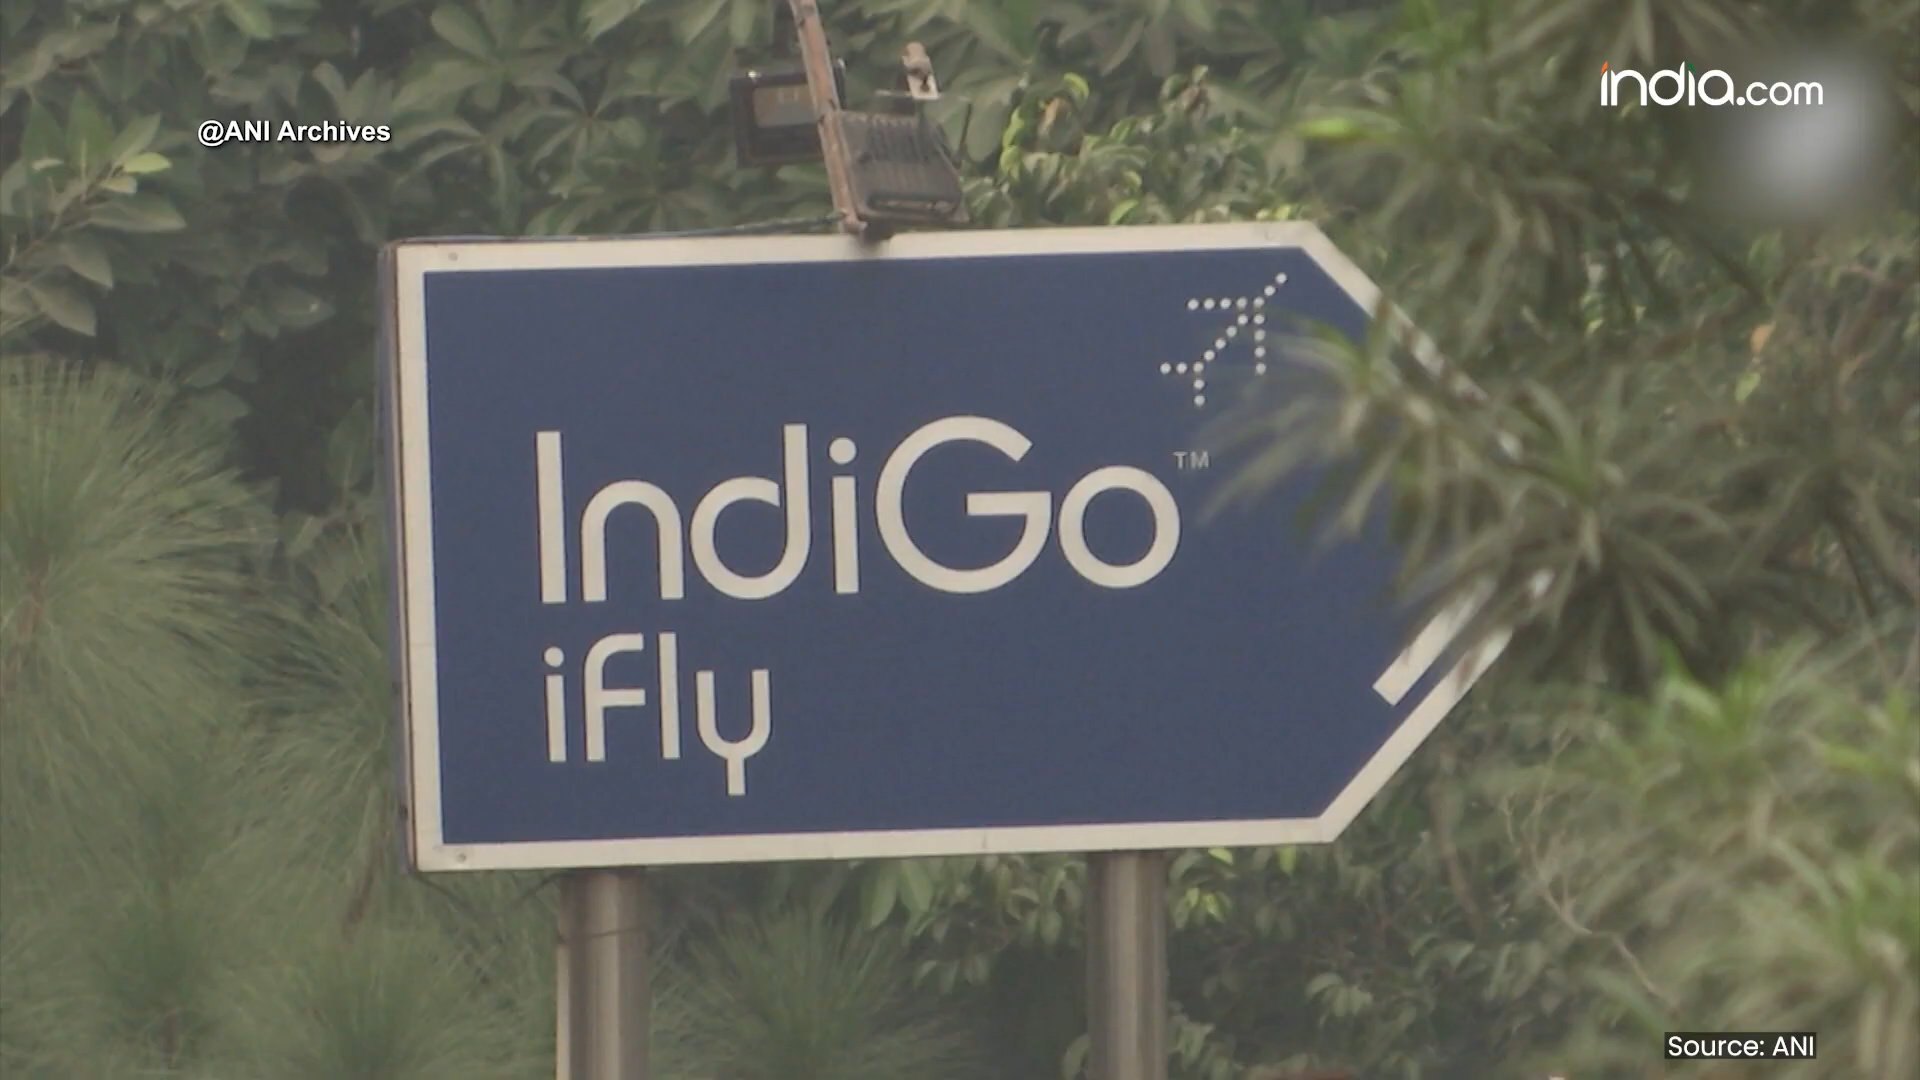 india.com
@ANI Archives
IndiGo™
ifly
Source: ANI